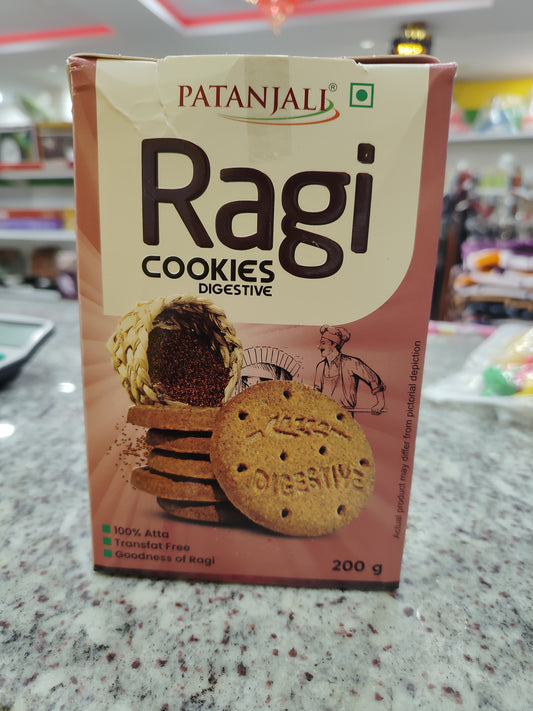 PATANJALI®
Ragi
COOKIES
DIGESTIVE
DIGESTIVE
100% Atta
Transfat Free
Goodness of Ragi
200 g
Actual product may differ from pictorial depiction